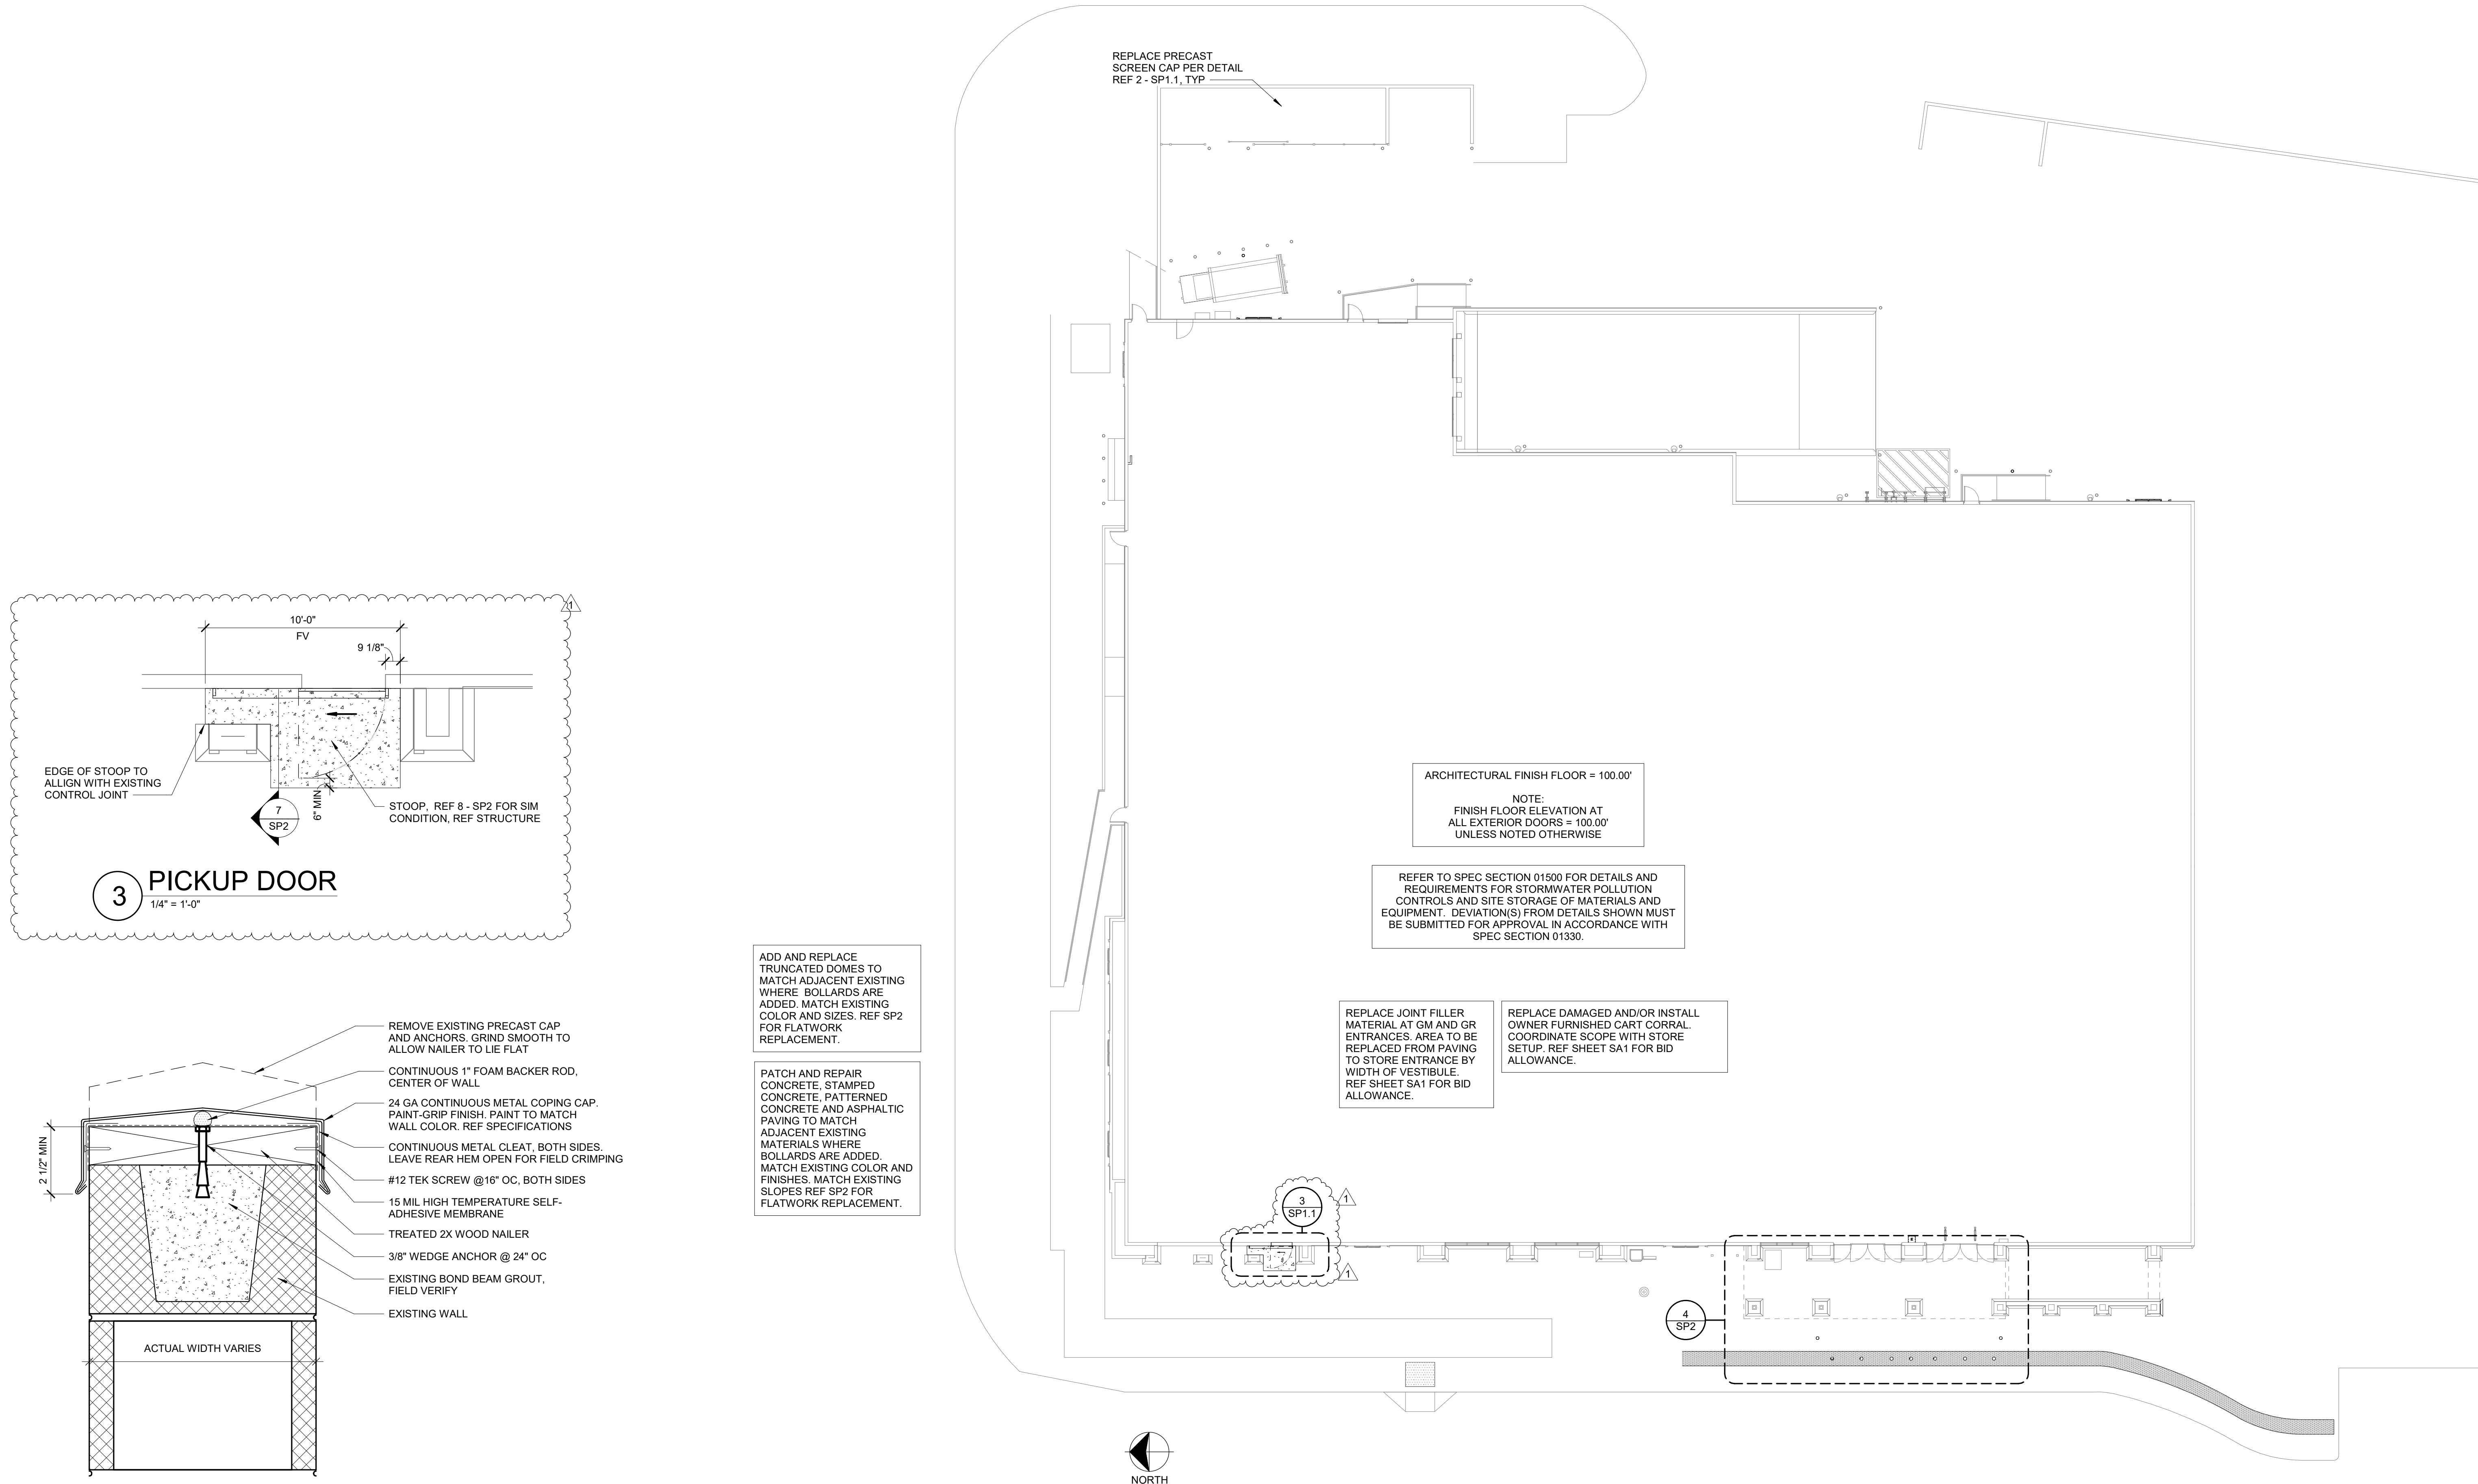 REPLACE PRECAST
SCREEN CAP PER DETAIL
REF 2 - SP1.1, TYP
1
10'-0"
FV
9 1/8"
EDGE OF STOOP TO
ALLIGN WITH EXISTING
CONTROL JOINT
6" MIN
STOOP,  REF 8 - SP2 FOR SIM
CONDITION, REF STRUCTURE
7
SP2
3
PICKUP DOOR
1/4" = 1'-0"
REMOVE EXISTING PRECAST CAP
AND ANCHORS. GRIND SMOOTH TO
ALLOW NAILER TO LIE FLAT
CONTINUOUS 1" FOAM BACKER ROD,
CENTER OF WALL
24 GA CONTINUOUS METAL COPING CAP.
PAINT-GRIP FINISH. PAINT TO MATCH
WALL COLOR. REF SPECIFICATIONS
CONTINUOUS METAL CLEAT, BOTH SIDES.
LEAVE REAR HEM OPEN FOR FIELD CRIMPING
#12 TEK SCREW @16" OC, BOTH SIDES
15 MIL HIGH TEMPERATURE SELF-
ADHESIVE MEMBRANE
TREATED 2X WOOD NAILER
3/8" WEDGE ANCHOR @ 24" OC
EXISTING BOND BEAM GROUT,
FIELD VERIFY
EXISTING WALL
2 1/2" MIN
ACTUAL WIDTH VARIES
ADD AND REPLACE
TRUNCATED DOMES TO
MATCH ADJACENT EXISTING
WHERE  BOLLARDS ARE
ADDED. MATCH EXISTING
COLOR AND SIZES. REF SP2
FOR FLATWORK
REPLACEMENT.
PATCH AND REPAIR
CONCRETE, STAMPED
CONCRETE, PATTERNED
CONCRETE AND ASPHALTIC
PAVING TO MATCH
ADJACENT EXISTING
MATERIALS WHERE
BOLLARDS ARE ADDED.
MATCH EXISTING COLOR AND
FINISHES. MATCH EXISTING
SLOPES REF SP2 FOR
FLATWORK REPLACEMENT.
ARCHITECTURAL FINISH FLOOR = 100.00'
NOTE:
FINISH FLOOR ELEVATION AT
ALL EXTERIOR DOORS = 100.00'
UNLESS NOTED OTHERWISE
REFER TO SPEC SECTION 01500 FOR DETAILS AND
REQUIREMENTS FOR STORMWATER POLLUTION
CONTROLS AND SITE STORAGE OF MATERIALS AND
EQUIPMENT.  DEVIATION(S) FROM DETAILS SHOWN MUST
BE SUBMITTED FOR APPROVAL IN ACCORDANCE WITH
SPEC SECTION 01330.
REPLACE JOINT FILLER
MATERIAL AT GM AND GR
ENTRANCES. AREA TO BE
REPLACED FROM PAVING
TO STORE ENTRANCE BY
WIDTH OF VESTIBULE.
REF SHEET SA1 FOR BID
ALLOWANCE.
REPLACE DAMAGED AND/OR INSTALL
OWNER FURNISHED CART CORRAL.
COORDINATE SCOPE WITH STORE
SETUP. REF SHEET SA1 FOR BID
ALLOWANCE.
3
SP1.1
1
1
4
SP2
NORTH